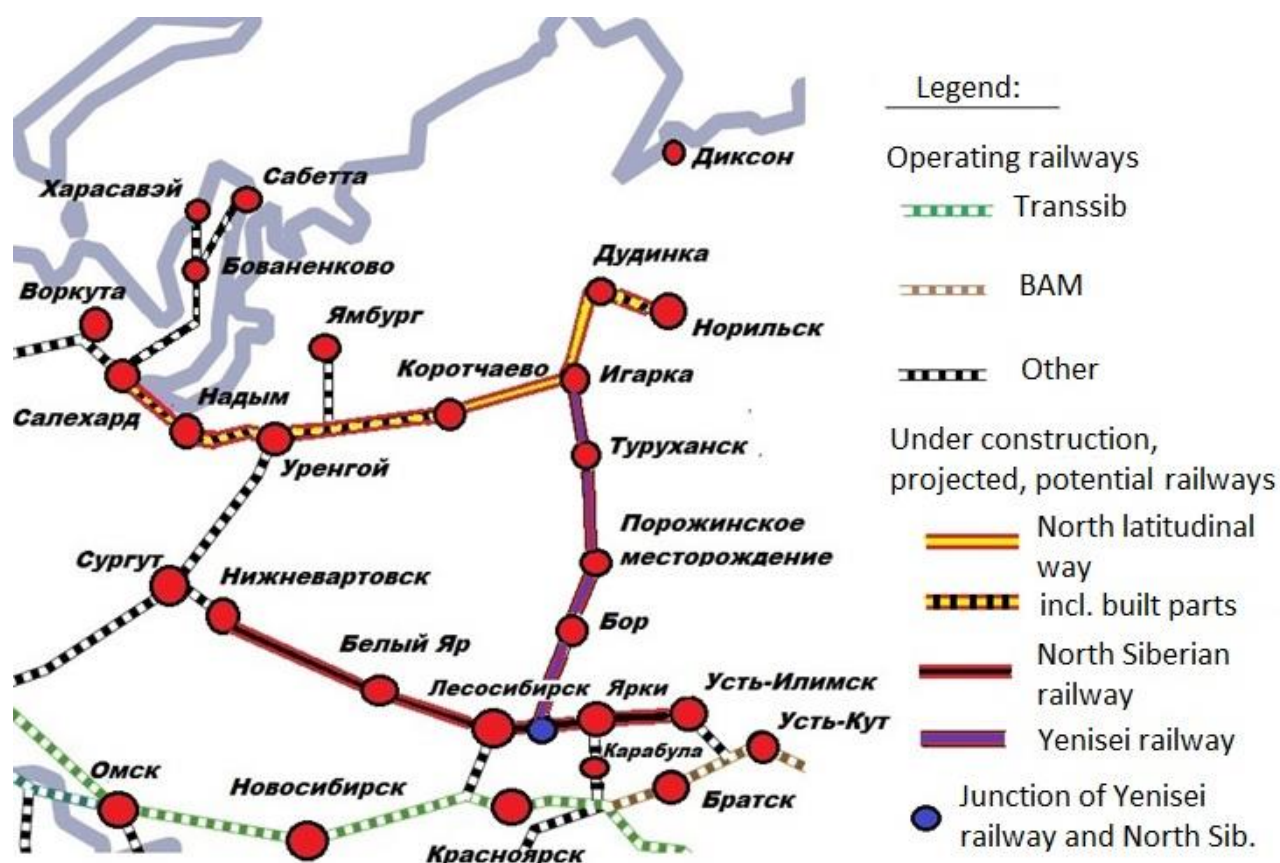 Диксон
Сабетта
Харасавэй
Бованенково
Воркута
Ямбург
Дудинка
Норильск
Коротчаево
Игарка
Надым
Салехард
Уренгой
Туруханск
Порожинское
месторождение
Сургут
Нижневартовск
Бор
Белый Яр
Лесосибирск
Ярки
Усть-Илимск
Усть-Кут
Карабула
Омск
Новосибирск
Братск
Красноярск
Legend:
Operating railways
Transsib
BAM
Other
Under construction,
projected, potential railways
North latitudinal
way
incl. built parts
North Siberian
railway
Yenisei railway
Junction of Yenisei
railway and North Sib.